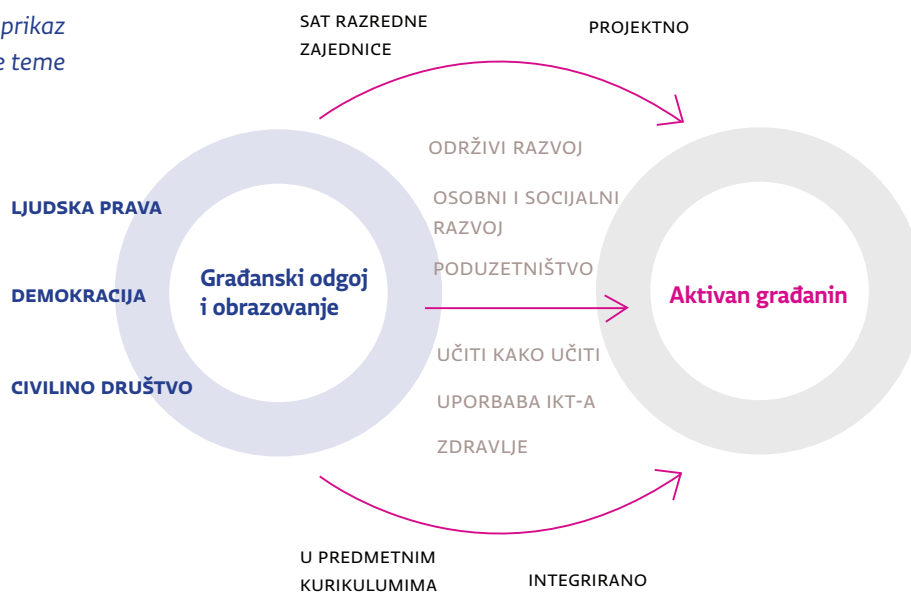 prikaz
e teme
SAT RAZREDNE
ZAJEDNICE
PROJEKTNO
ODRŽIVI RAZVOJ
OSOBNI I SOCIJALNI
RAZVOJ
PODUZETNIŠTVO
UČITI KAKO UČITI
UPORBABA IKT-A
ZDRAVLJE
LJUDSKA PRAVA
DEMOKRACIJA
CIVILINO DRUŠTVO
Građanski odgoj
i obrazovanje
Aktivan građanin
U PREDMETNIM
KURIKULUMIMA
INTEGRIRANO